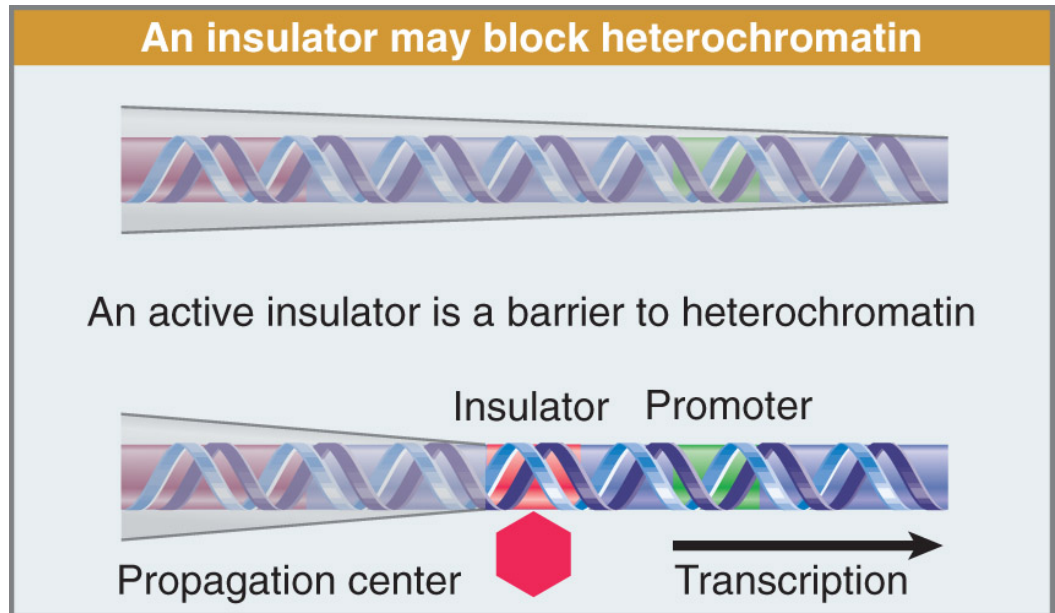 An insulator may block heterochromatin
An active insulator is a barrier to heterochromatin
Insulator Promoter
Propagation center Transcription